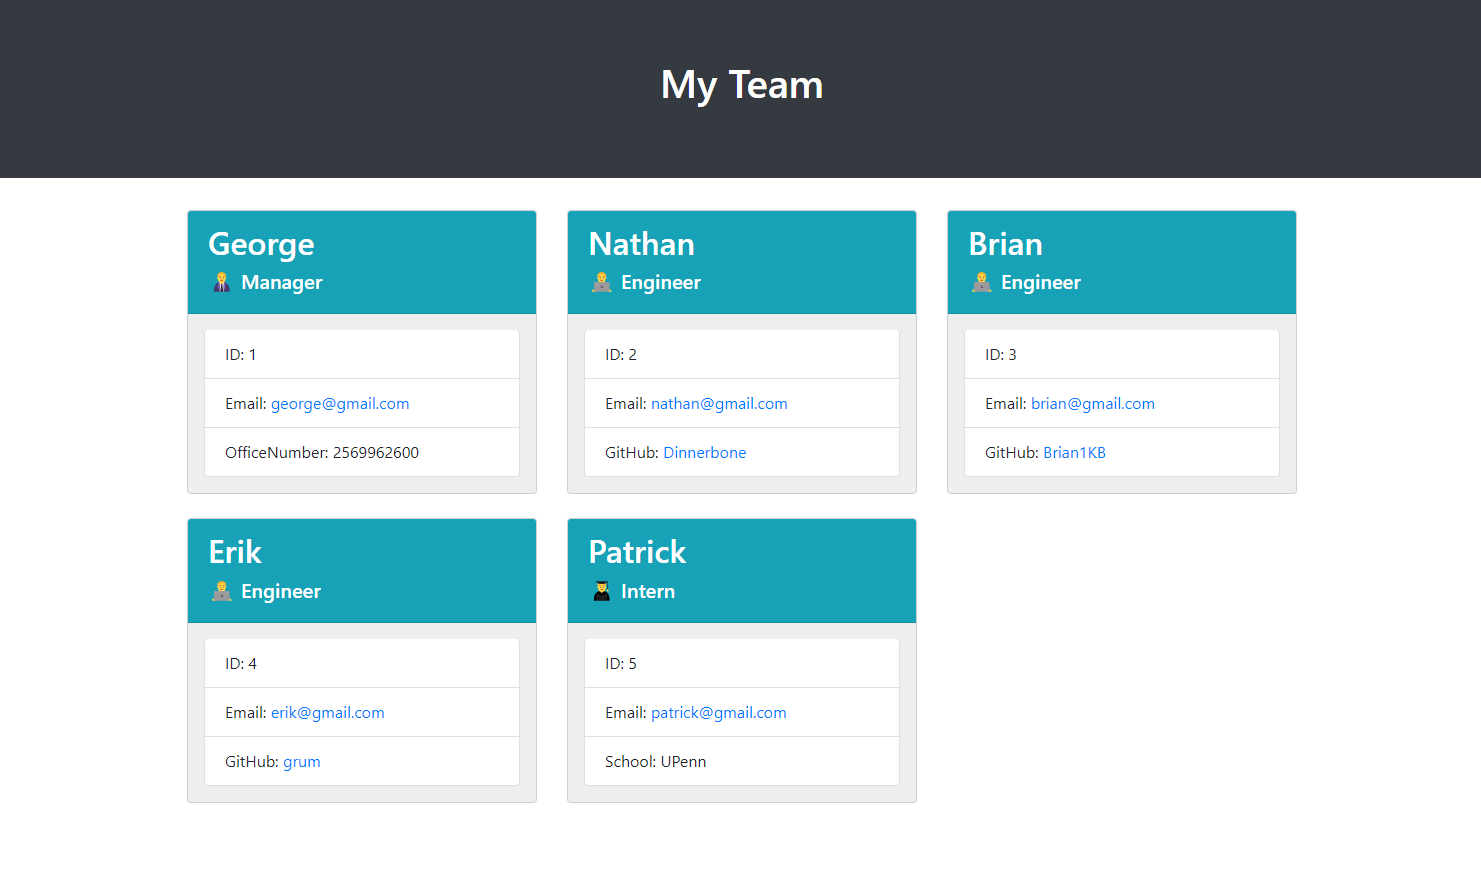 My Team
George
Manager
ID: 1
Email: george@gmail.com
OfficeNumber: 2569962600
Nathan
Engineer
ID: 2
Email: nathan@gmail.com
GitHub: Dinnerbone
Brian
Engineer
ID: 3
Email: brian@gmail.com
GitHub: Brian1KB
Erik
Engineer
ID: 4
Email: erik@gmail.com
GitHub: grum
Patrick
Intern
ID: 5
Email: patrick@gmail.com
School: UPenn